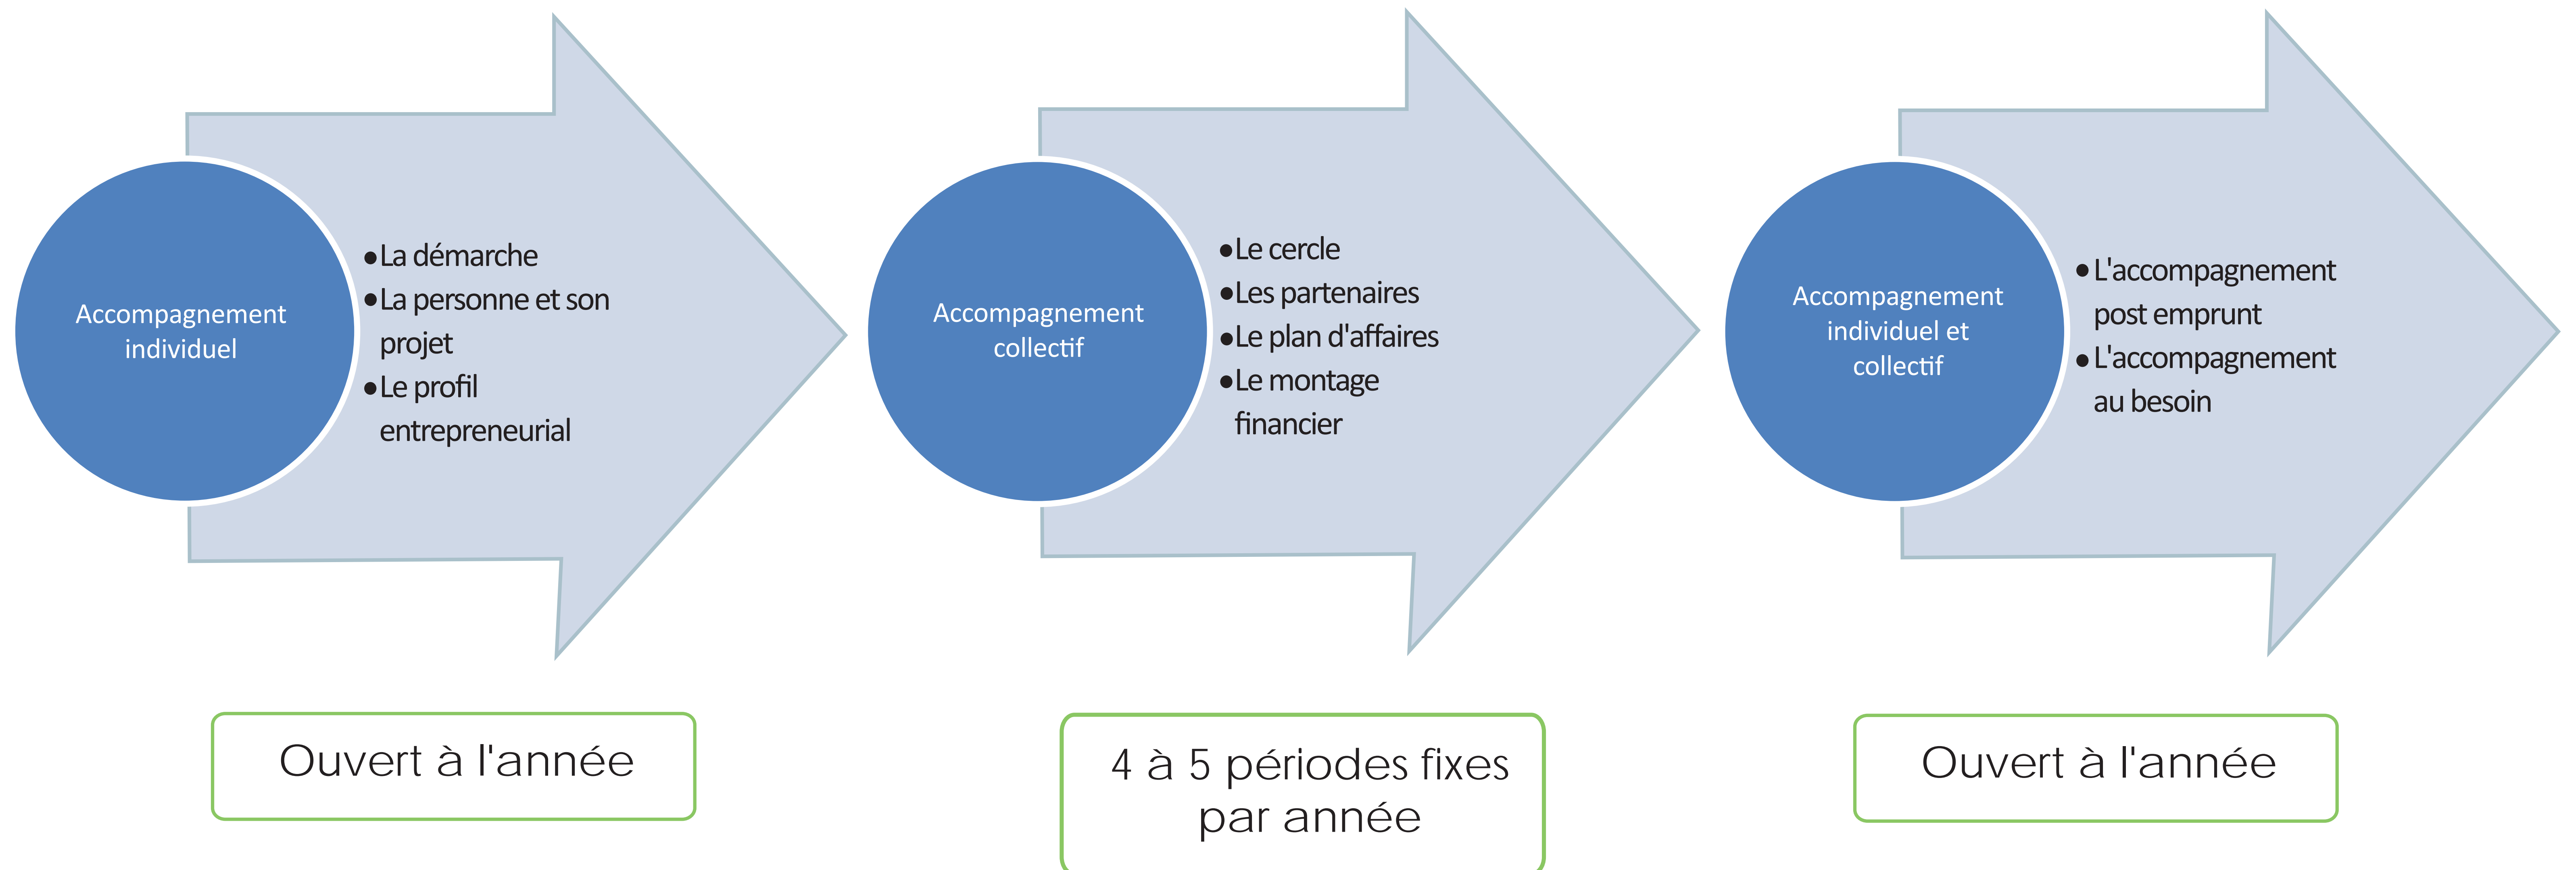 Accompagnement
individuel
•La démarche
•La personne et son
projet
•Le profil
entrepreneurial
Accompagnement
collectif
•Le cercle
•Les partenaires
•Le plan d'affaires
•Le montage
financier
Accompagnement
individuel et
collectif
•L'accompagnement
post emprunt
•L'accompagnement
au besoin
Ouvert à l'année
4 à 5 périodes fixes
par année
Ouvert à l'année